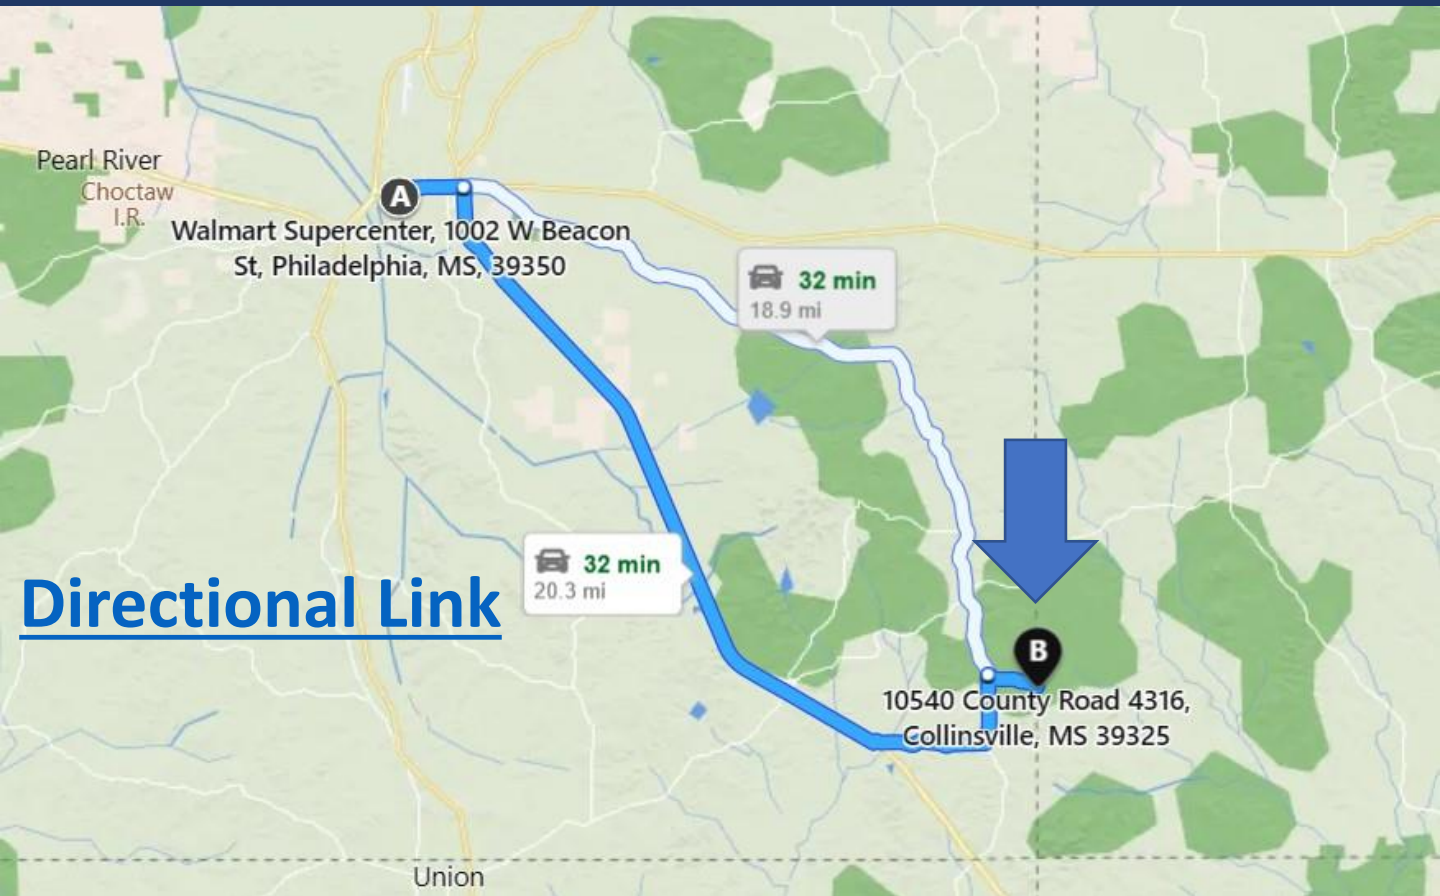 Pearl River
Choctaw
I.R.
A
Walmart Supercenter, 1002 W Beacon
St, Philadelphia, MS, 39350
32 min
18.9 mi
32 min
20.3 mi
Directional Link
B
10540 County Road 4316,
Collinsville, MS 39325
Union